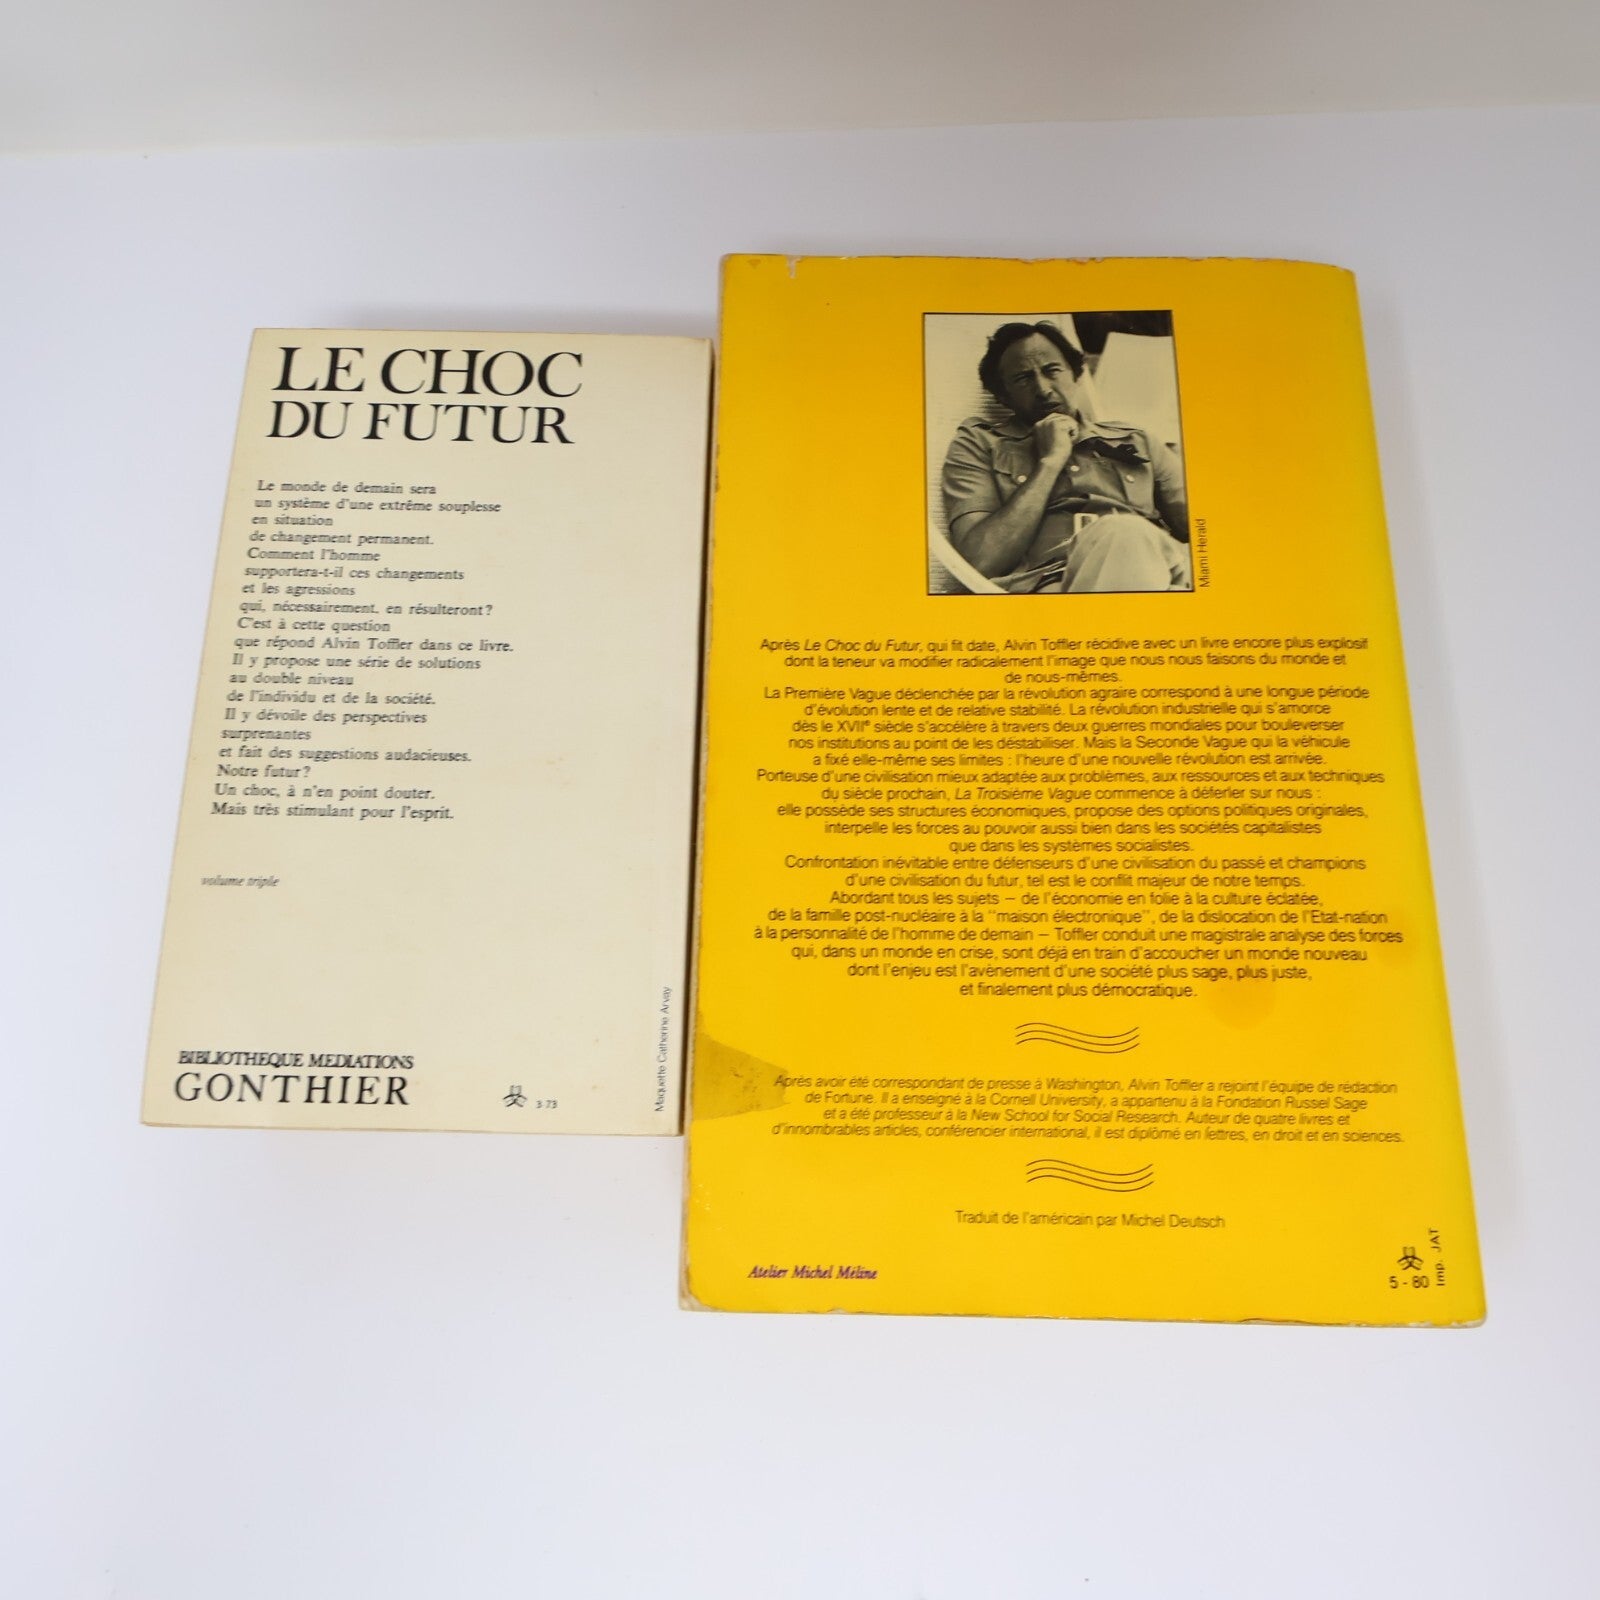 LE CHOC
DU FUTUR
Le monde de demain sera
un système d'une extrême souplesse
en situation
de changement permanent.
Comment l'homme
supportera-t-il ces changements
et les agressions
qui, nécessairement, en résulteront?
C'est à cette question
que répond Alvin Toffler dans ce livre.
Il y propose une série de solutions
au double niveau
de l'individu et de la société.
Il y dévoile des perspectives
surprenantes
et fait des suggestions audacieuses.
Notre futur?
Un choc, à n'en point douter.
Mais très stimulant pour l'esprit.
volume triple
BIBLIOTHEQUE MEDIATIONS
GONTHIER
3 73
Maquette Catherine Arvay
Miami Herald
Après Le Choc du Futur, qui fit date, Alvin Toffler récidive avec un livre encore plus explosif
dont la teneur va modifier radicalement l'image que nous nous faisons du monde et
de nous-mêmes.
La Première Vague déclenchée par la révolution agraire correspond à une longue période
d'évolution lente et de relative stabilité. La révolution industrielle qui s'amorce
dès le XVIIe siècle s'accélère à travers deux guerres mondiales pour bouleverser
nos institutions au point de les déstabiliser. Mais la Seconde Vague qui la véhicule
a fixé elle-même ses limites : l'heure d'une nouvelle révolution est arrivée.
Porteuse d'une civilisation mieux adaptée aux problèmes, aux ressources et aux techniques
du siècle prochain, La Troisième Vague commence à déferler sur nous :
elle possède ses structures économiques, propose des options politiques originales,
interpelle les forces au pouvoir aussi bien dans les sociétés capitalistes
que dans les systèmes socialistes.
Confrontation inévitable entre défenseurs d'une civilisation du passé et champions
d'une civilisation du futur, tel est le conflit majeur de notre temps.
Abordant tous les sujets — de l'économie en folie à la culture éclatée,
de la famille post-nucléaire à la "maison électronique", de la dislocation de l'Etat-nation
à la personnalité de l'homme de demain — Toffler conduit une magistrale analyse des forces
qui, dans un monde en crise, sont déjà en train d'accoucher un monde nouveau
dont l'enjeu est l'avènement d'une société plus sage, plus juste,
et finalement plus démocratique.
Après avoir été correspondant de presse à Washington, Alvin Toffler a rejoint l'équipe de rédaction
de Fortune. Il a enseigné à la Cornell University, a appartenu à la Fondation Russel Sage
et a été professeur à la New School for Social Research. Auteur de quatre livres et
d'innombrables articles, conférencier international, il est diplômé en lettres, en droit et en sciences.
Traduit de l'américain par Michel Deutsch
Atelier Michel Méline
5 - 80
Imp. JAT